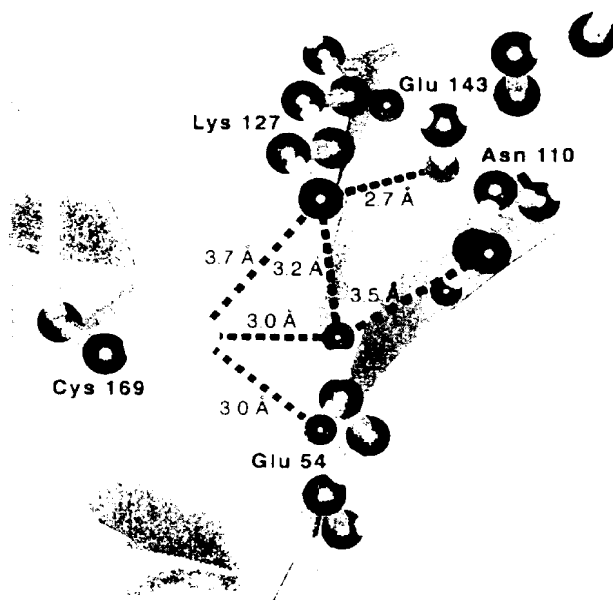 Glu 143
Lys 127
Asn 110
2.7 Å
3.7 Å
3.2 Å
3.5 Å
3.0 Å
Cys 169
3.0 Å
Glu 54